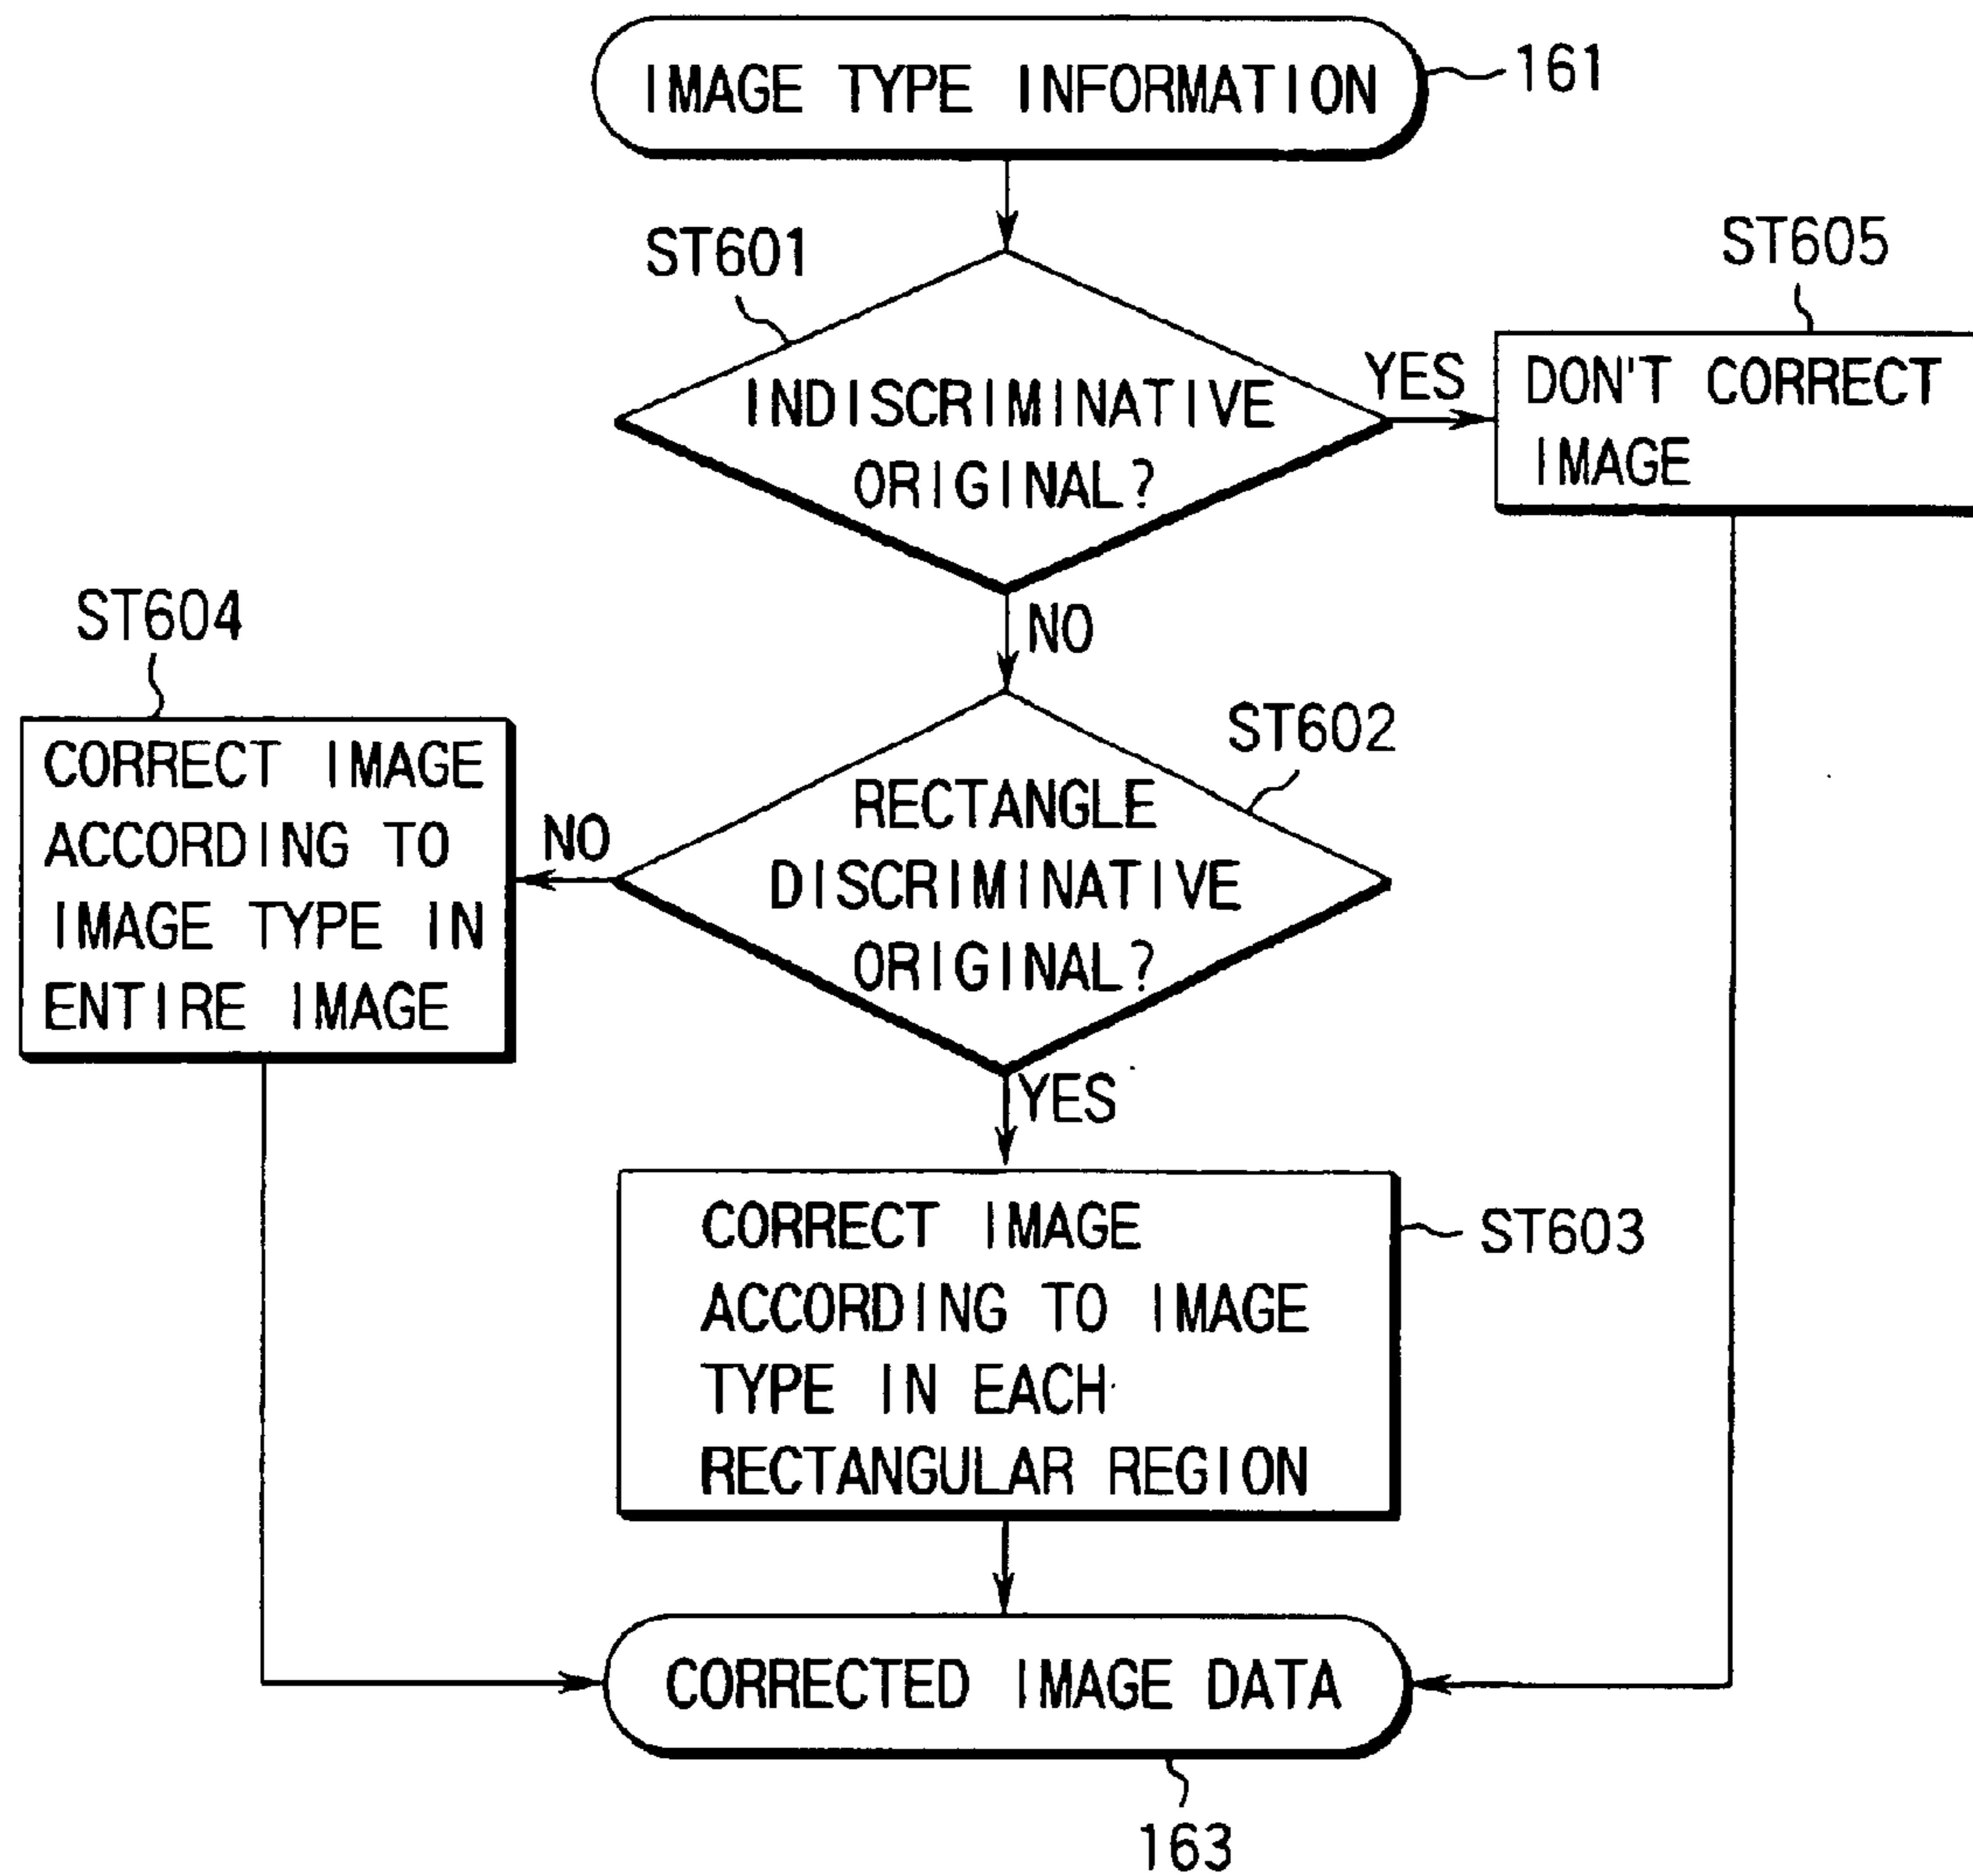 IMAGE TYPE INFORMATION
161
ST601
ST605
INDISCRIMINATIVE
ORIGINAL?
YES
DON'T CORRECT
IMAGE
NO
ST604
ST602
CORRECT IMAGE
ACCORDING TO
IMAGE TYPE IN
ENTIRE IMAGE
NO
RECTANGLE
DISCRIMINATIVE
ORIGINAL?
YES
CORRECT IMAGE
ACCORDING TO IMAGE
TYPE IN EACH
RECTANGULAR REGION
ST603
CORRECTED IMAGE DATA
163